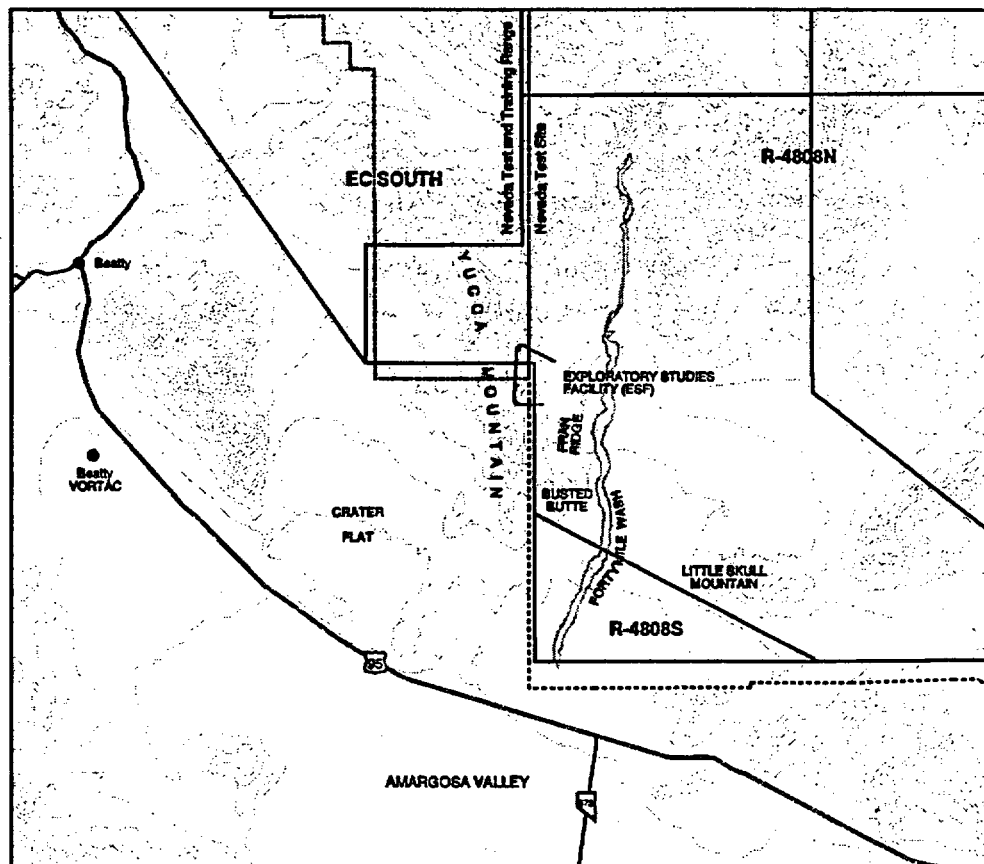 Nevada Test and Training Range
Nevada Test Site
R-4808N
EC SOUTH
Beatty
YUCCA
MOUNTAIN
EXPLORATORY STUDIES
FACILITY (ESF)
FRAN
RIDGE
Beatty
VORTAC
BUSTED
BUTTE
CRATER
FLAT
FORTYMILE WASH
LITTLE SKULL
MOUNTAIN
R-4808S
95
AMARGOSA VALLEY